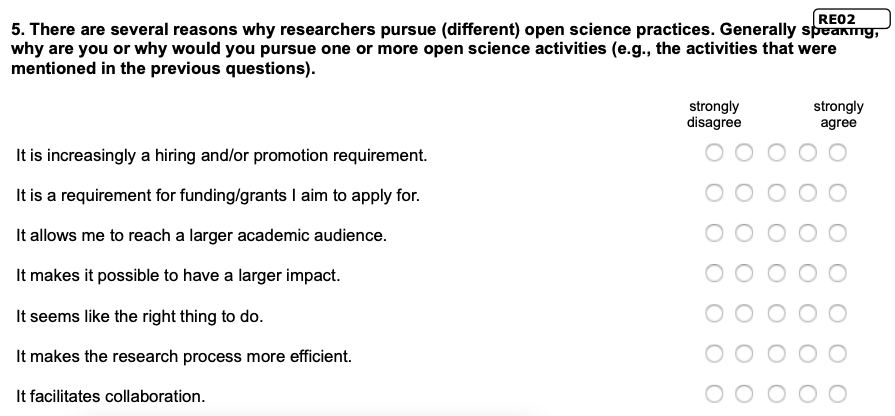 RE02
5. There are several reasons why researchers pursue (different) open science practices. Generally speaking,
why are you or why would you pursue one or more open science activities (e.g., the activities that were
mentioned in the previous questions).
strongly disagree
strongly agree
It is increasingly a hiring and/or promotion requirement.
It is a requirement for funding/grants I aim to apply for.
It allows me to reach a larger academic audience.
It makes it possible to have a larger impact.
It seems like the right thing to do.
It makes the research process more efficient.
It facilitates collaboration.